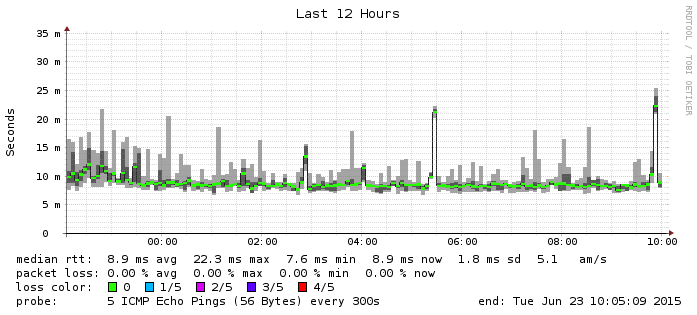 Last 12 Hours
RRDTOOL / TOBI OETIKER
Seconds
35 m
30 m
25 m
20 m
15 m
10 m
5 m
0
00:00 02:00 04:00 06:00 08:00 10:00
median rtt: 8.9 ms avg 22.3 ms max 7.6 ms min 8.9 ms now 1.8 ms sd 5.1 am/s
packet loss: 0.00 % avg 0.00 % max 0.00 % min 0.00 % now
loss color: 0 1/5 2/5 3/5 4/5
probe: 5 ICMP Echo Pings (56 Bytes) every 300s end: Tue Jun 23 10:05:09 2015